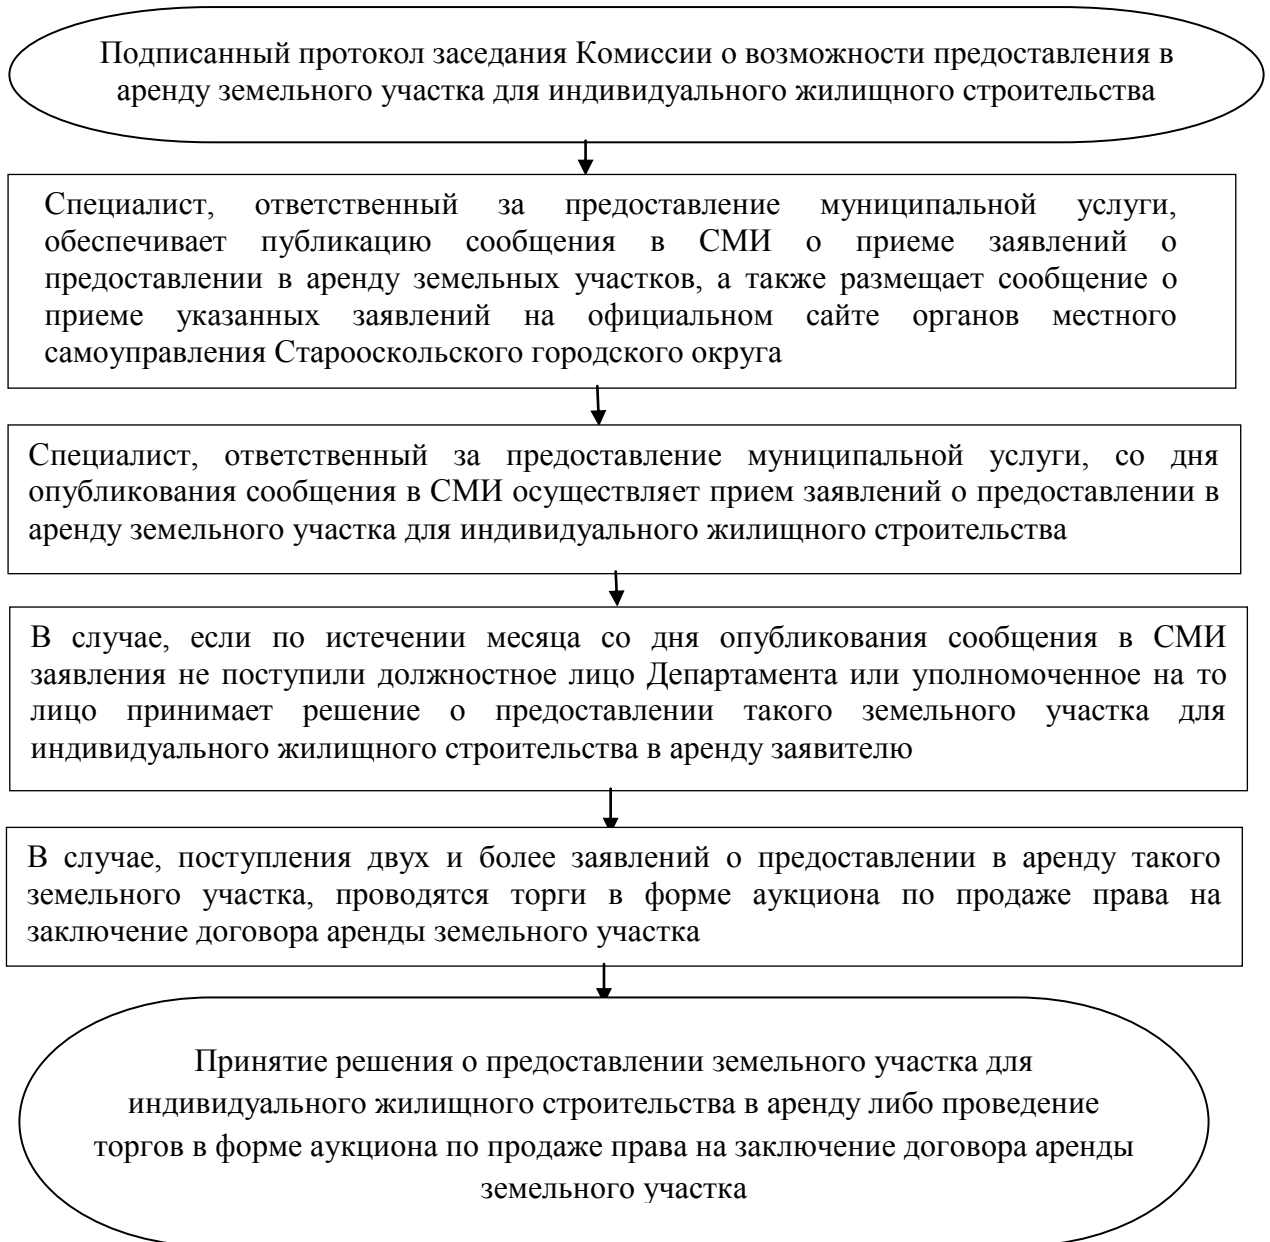 Подписанный протокол заседания Комиссии о возможности предоставления в
аренду земельного участка для индивидуального жилищного строительства
Специалист, ответственный за предоставление муниципальной услуги,
обеспечивает публикацию сообщения в СМИ о приеме заявлений о
предоставлении в аренду земельных участков, а также размещает сообщение о
приеме указанных заявлений на официальном сайте органов местного
самоуправления Старооскольского городского округа
Специалист, ответственный за предоставление муниципальной услуги, со дня
опубликования сообщения в СМИ осуществляет прием заявлений о предоставлении в
аренду земельного участка для индивидуального жилищного строительства
В случае, если по истечении месяца со дня опубликования сообщения в СМИ
заявления не поступили должностное лицо Департамента или уполномоченное на то
лицо принимает решение о предоставлении такого земельного участка для
индивидуального жилищного строительства в аренду заявителю
В случае, поступления двух и более заявлений о предоставлении в аренду такого
земельного участка, проводятся торги в форме аукциона по продаже права на
заключение договора аренды земельного участка
Принятие решения о предоставлении земельного участка для
индивидуального жилищного строительства в аренду либо проведение
торгов в форме аукциона по продаже права на заключение договора аренды
земельного участка